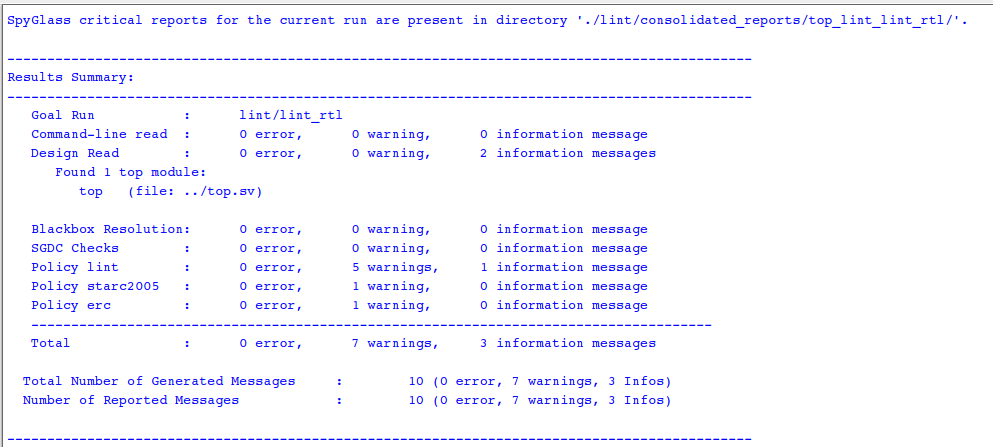 SpyGlass critical reports for the current run are present in directory './lint/consolidated_reports/top_lint_lint_rtl/'.
---------------------------------------------------------------------------------------------
Results Summary:
---------------------------------------------------------------------------------------------
Goal Run : lint/lint_rtl
Command-line read : 0 error, 0 warning, 0 information message
Design Read : 0 error, 0 warning, 2 information messages
Found 1 top module:
top (file: ../top.sv)
Blackbox Resolution: 0 error, 0 warning, 0 information message
SGDC Checks : 0 error, 0 warning, 0 information message
Policy lint : 0 error, 5 warnings, 1 information message
Policy starc2005 : 0 error, 1 warning, 0 information message
Policy erc : 0 error, 1 warning, 0 information message
-------------------------------------------------------------------------------------
Total : 0 error, 7 warnings, 3 information messages
Total Number of Generated Messages : 10 (0 error, 7 warnings, 3 Infos)
Number of Reported Messages : 10 (0 error, 7 warnings, 3 Infos)
---------------------------------------------------------------------------------------------